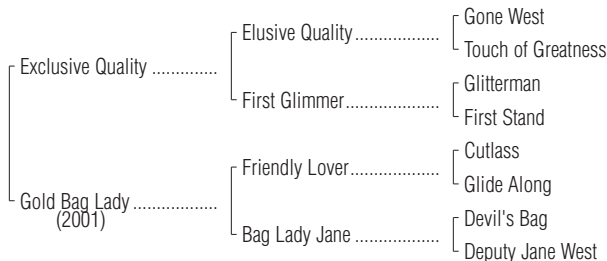 Gone West
Elusive Quality ...................
Touch of Greatness
Exclusive Quality ..............
Glitterman
First Glimmer.....................
First Stand
Cutlass
Friendly Lover....................
Glide Along
Gold Bag Lady ..................
(2001)
Devil's Bag
Bag Lady Jane ...................
Deputy Jane West